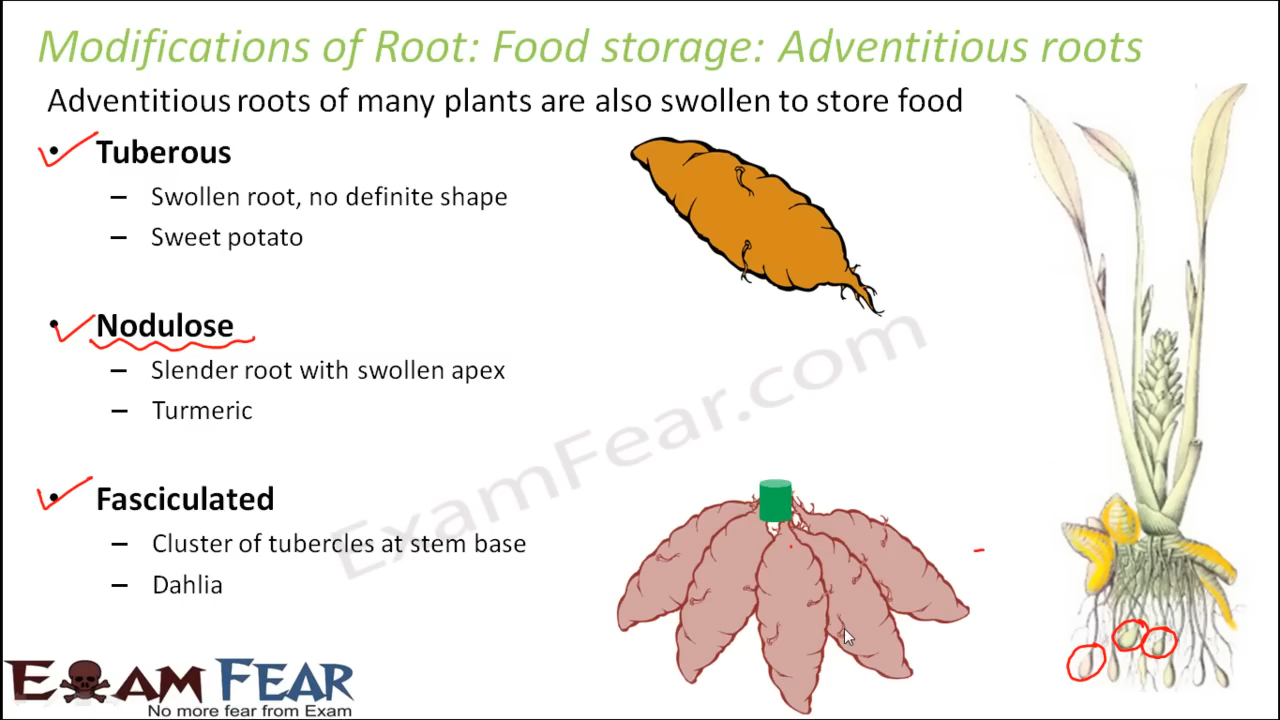 Modifications of Root: Food storage: Adventitious roots
Adventitious roots of many plants are also swollen to store food
• Tuberous
– Swollen root, no definite shape
– Sweet potato
• Nodulose
– Slender root with swollen apex
– Turmeric
• Fasciculated
– Cluster of tubercles at stem base
– Dahlia
ExamFear.com
EXAM FEAR
No more fear from Exam